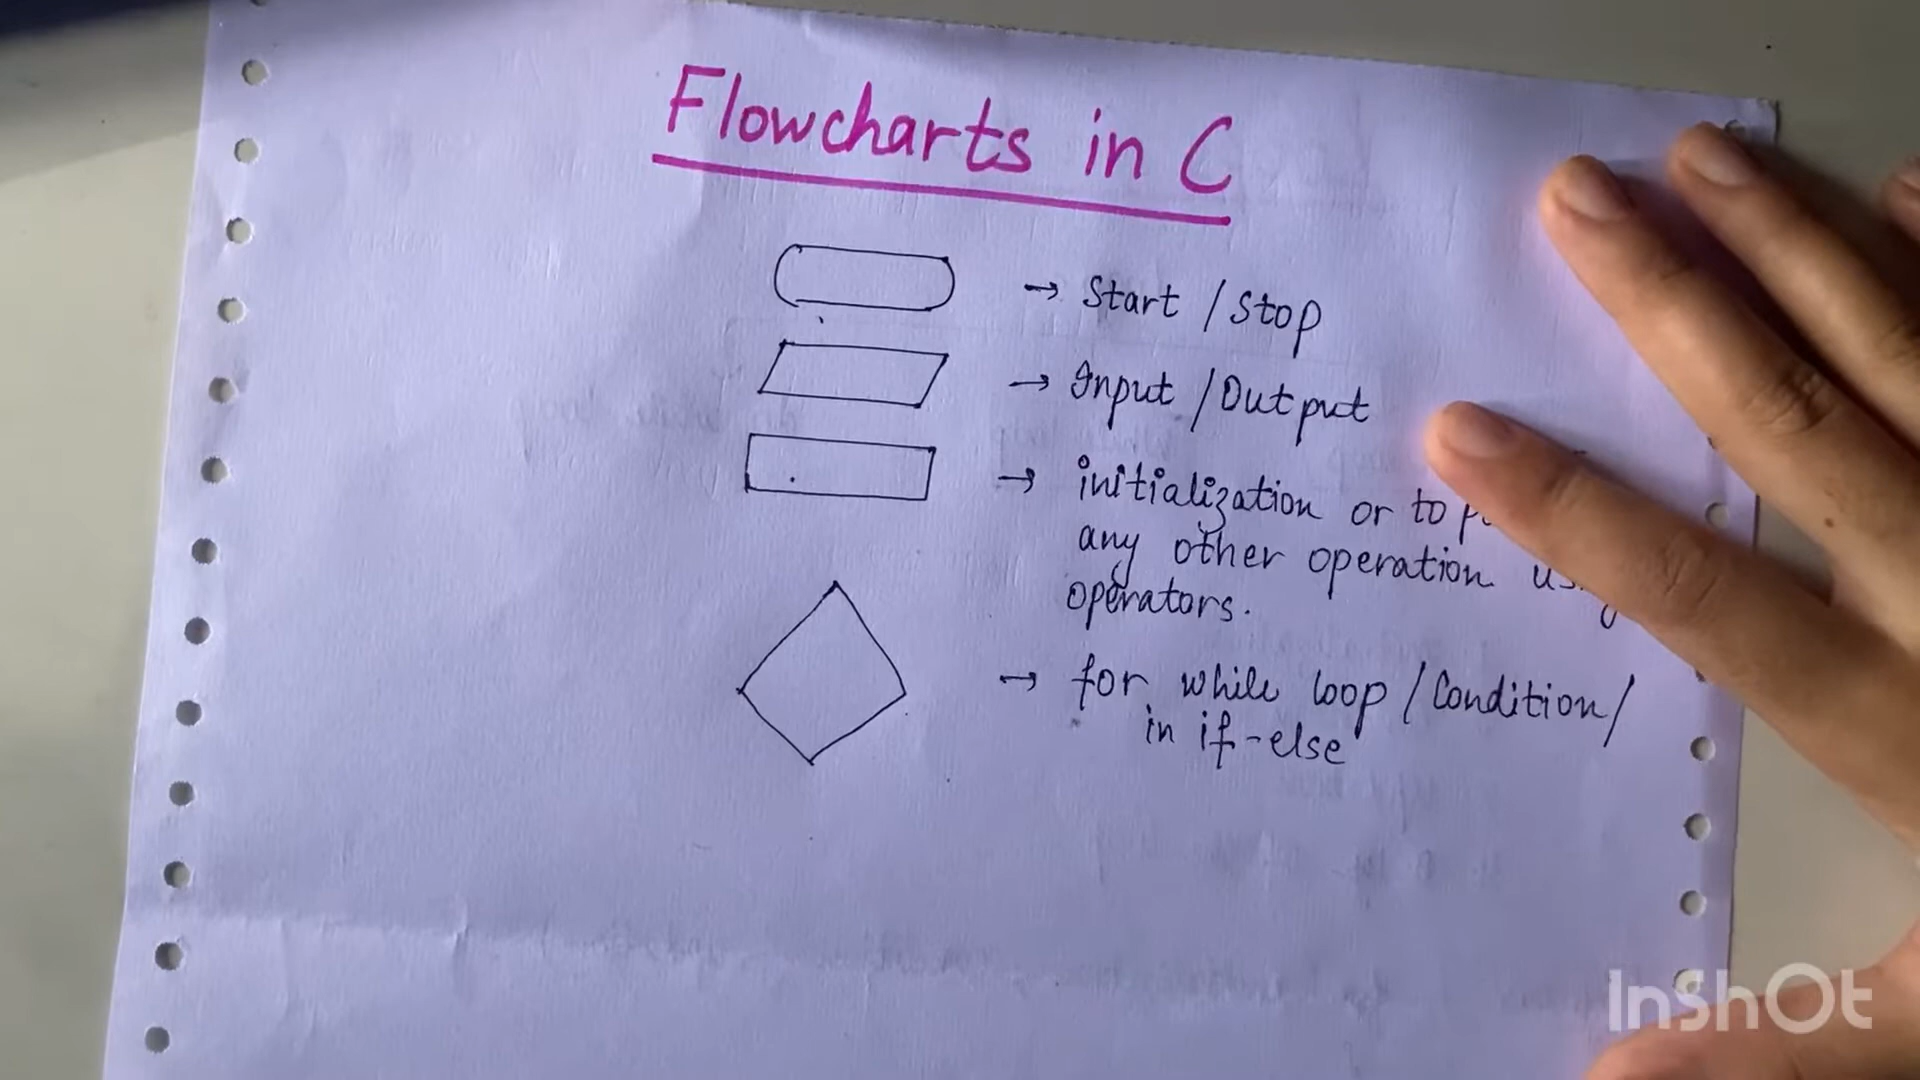 Flowcharts in C
→ Start / Stop
→ Input / Output
→ initialization or to
any other operation
operators.
→ for while loop / Condition /
in if-else
InShOt